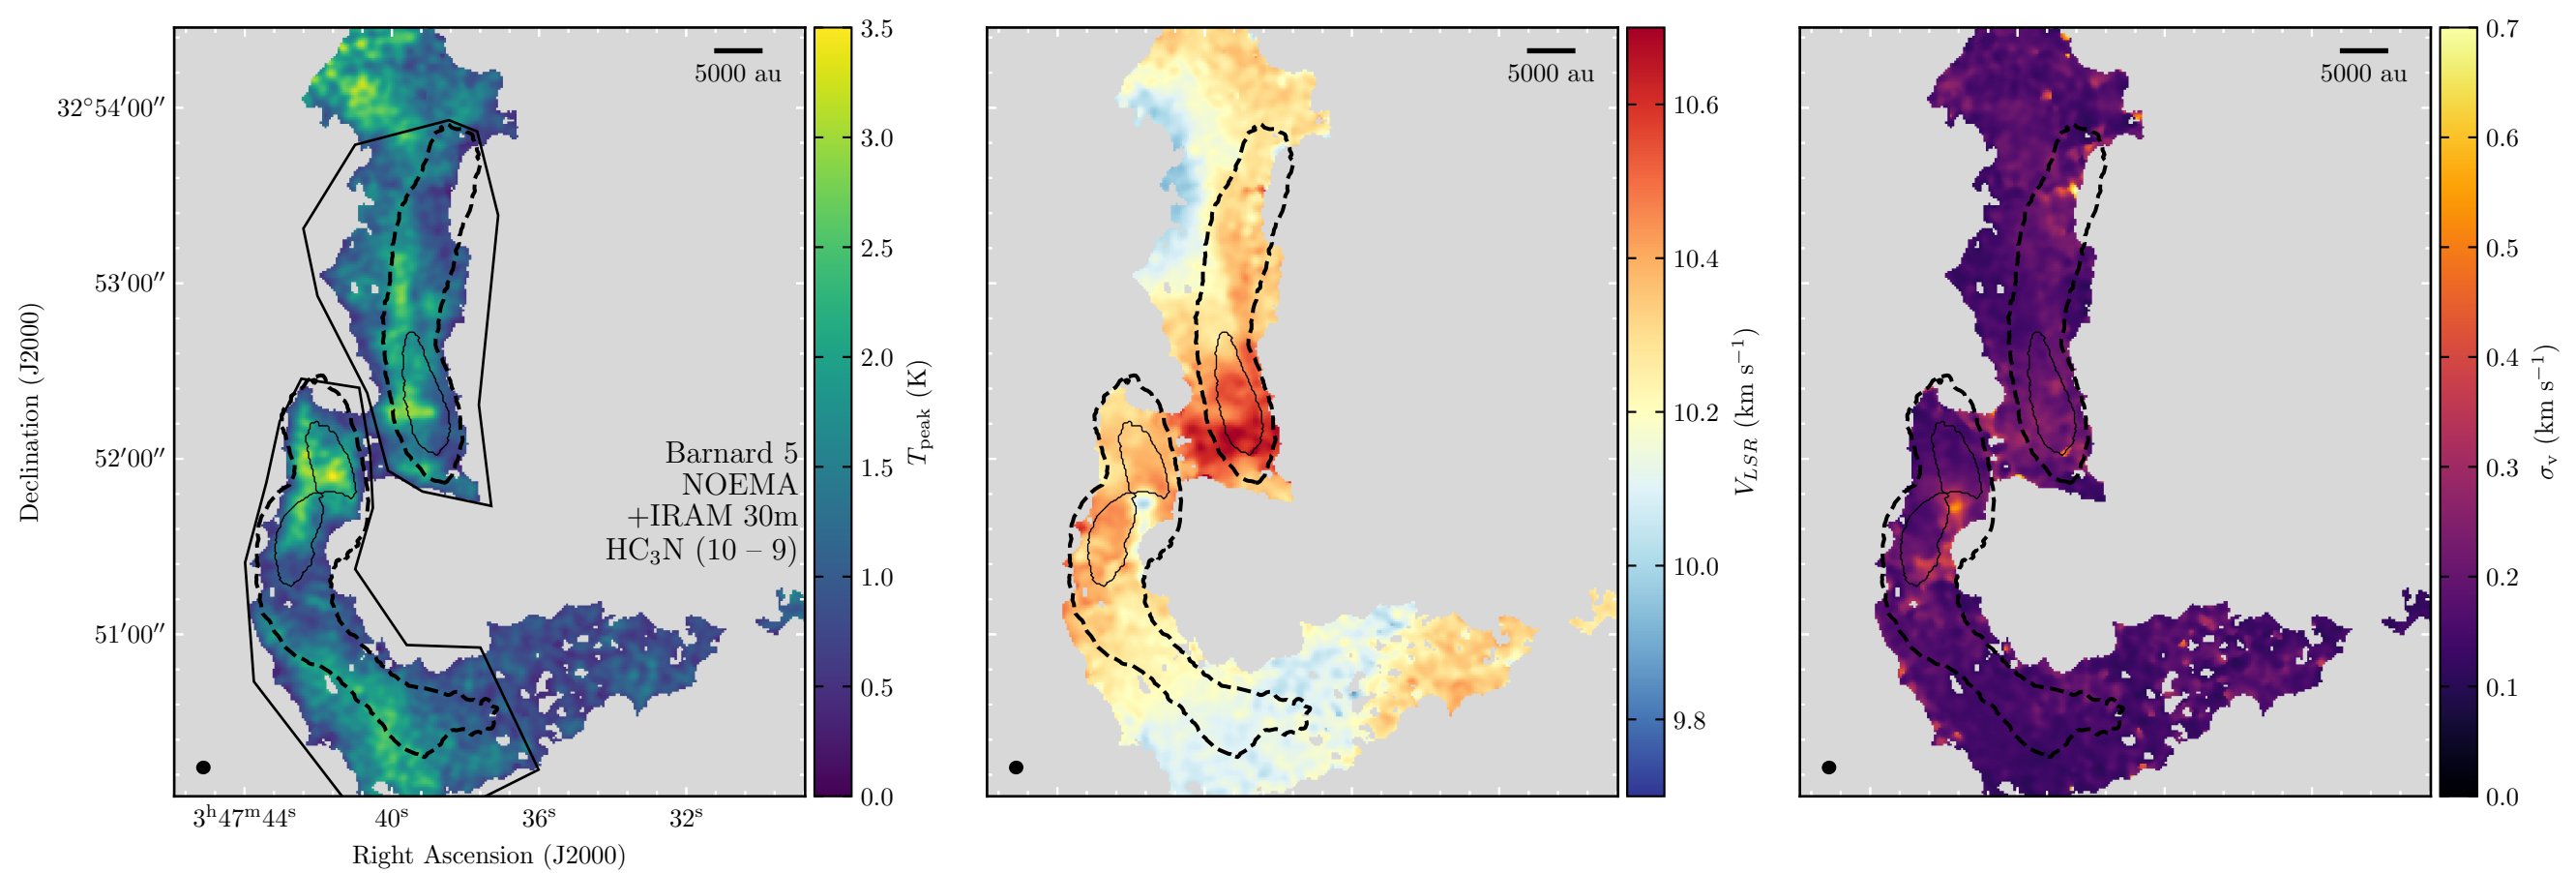 Declination (J2000)
32°54′00″
53′00″
52′00″
51′00″
3ʰ47ᵐ44ˢ
40ˢ
36ˢ
32ˢ
Right Ascension (J2000)
5000 au
Barnard 5
NOEMA
+IRAM 30m
HC₃N (10 – 9)
3.5
3.0
2.5
2.0
1.5
1.0
0.5
0.0
T_peak (K)
5000 au
10.6
10.4
10.2
10.0
9.8
V_LSR (km s⁻¹)
5000 au
0.7
0.6
0.5
0.4
0.3
0.2
0.1
0.0
σ_v (km s⁻¹)